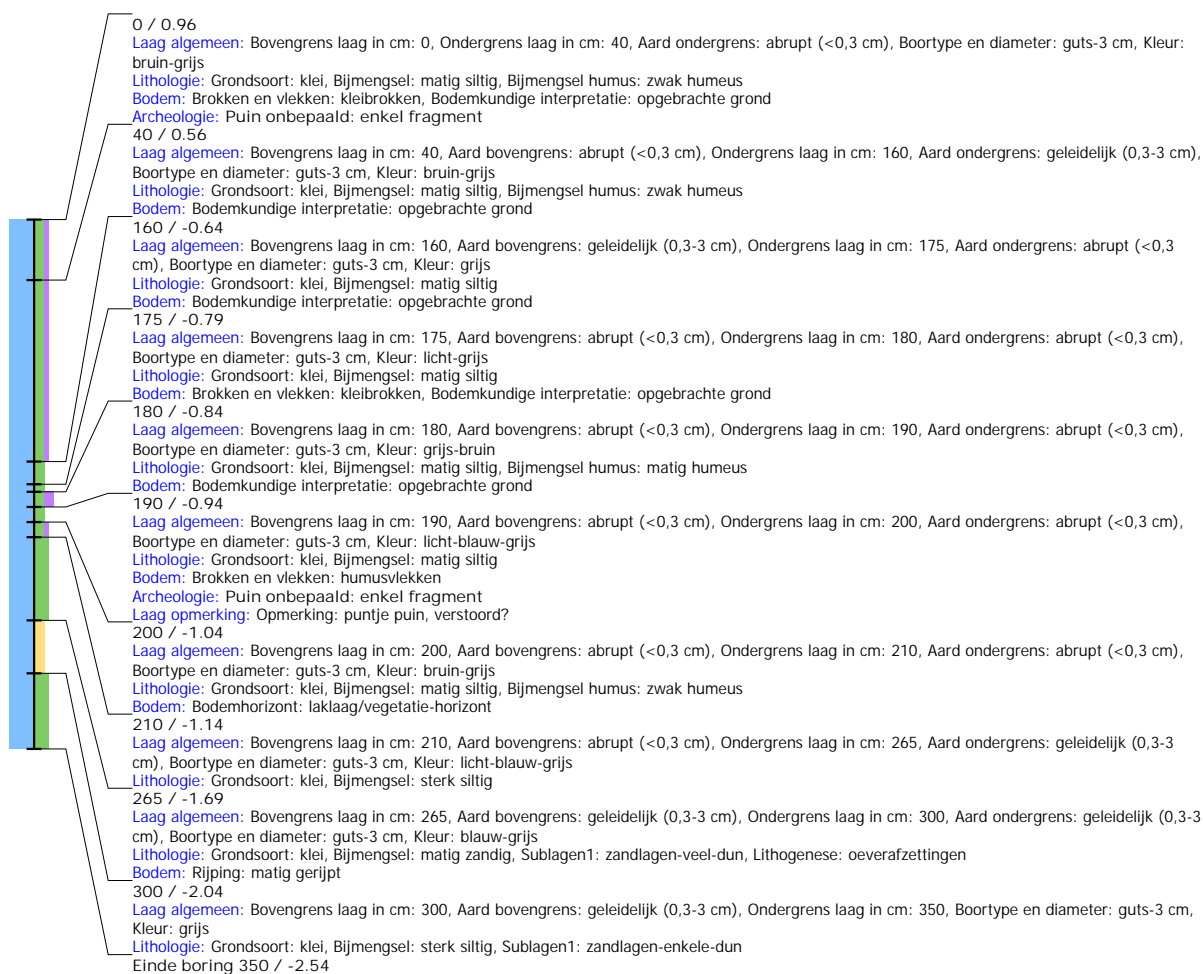 0 / 0.96
Laag algemeen: Bovengrens laag in cm: 0, Ondergrens laag in cm: 40, Aard ondergrens: abrupt (<0,3 cm), Boortype en diameter: guts-3 cm, Kleur:
bruin-grijs
Lithologie: Grondsoort: klei, Bijmengsel: matig siltig, Bijmengsel humus: zwak humeus
Bodem: Brokken en vlekken: kleibrokken, Bodemkundige interpretatie: opgebrachte grond
Archeologie: Puin onbepaald: enkel fragment
40 / 0.56
Laag algemeen: Bovengrens laag in cm: 40, Aard bovengrens: abrupt (<0,3 cm), Ondergrens laag in cm: 160, Aard ondergrens: geleidelijk (0,3-3 cm),
Boortype en diameter: guts-3 cm, Kleur: bruin-grijs
Lithologie: Grondsoort: klei, Bijmengsel: matig siltig, Bijmengsel humus: zwak humeus
Bodem: Bodemkundige interpretatie: opgebrachte grond
160 / -0.64
Laag algemeen: Bovengrens laag in cm: 160, Aard bovengrens: geleidelijk (0,3-3 cm), Ondergrens laag in cm: 175, Aard ondergrens: abrupt (<0,3
cm), Boortype en diameter: guts-3 cm, Kleur: grijs
Lithologie: Grondsoort: klei, Bijmengsel: matig siltig
Bodem: Bodemkundige interpretatie: opgebrachte grond
175 / -0.79
Laag algemeen: Bovengrens laag in cm: 175, Aard bovengrens: abrupt (<0,3 cm), Ondergrens laag in cm: 180, Aard ondergrens: abrupt (<0,3 cm),
Boortype en diameter: guts-3 cm, Kleur: licht-grijs
Lithologie: Grondsoort: klei, Bijmengsel: matig siltig
Bodem: Brokken en vlekken: kleibrokken, Bodemkundige interpretatie: opgebrachte grond
180 / -0.84
Laag algemeen: Bovengrens laag in cm: 180, Aard bovengrens: abrupt (<0,3 cm), Ondergrens laag in cm: 190, Aard ondergrens: abrupt (<0,3 cm),
Boortype en diameter: guts-3 cm, Kleur: grijs-bruin
Lithologie: Grondsoort: klei, Bijmengsel: matig siltig, Bijmengsel humus: matig humeus
Bodem: Bodemkundige interpretatie: opgebrachte grond
190 / -0.94
Laag algemeen: Bovengrens laag in cm: 190, Aard bovengrens: abrupt (<0,3 cm), Ondergrens laag in cm: 200, Aard ondergrens: abrupt (<0,3 cm),
Boortype en diameter: guts-3 cm, Kleur: licht-blauw-grijs
Lithologie: Grondsoort: klei, Bijmengsel: matig siltig
Bodem: Brokken en vlekken: humusvlekken
Archeologie: Puin onbepaald: enkel fragment
Laag opmerking: Opmerking: puntje puin, verstoord?
200 / -1.04
Laag algemeen: Bovengrens laag in cm: 200, Aard bovengrens: abrupt (<0,3 cm), Ondergrens laag in cm: 210, Aard ondergrens: abrupt (<0,3 cm),
Boortype en diameter: guts-3 cm, Kleur: bruin-grijs
Lithologie: Grondsoort: klei, Bijmengsel: matig siltig, Bijmengsel humus: zwak humeus
Bodem: Bodemhorizont: laklaag/vegetatie-horizont
210 / -1.14
Laag algemeen: Bovengrens laag in cm: 210, Aard bovengrens: abrupt (<0,3 cm), Ondergrens laag in cm: 265, Aard ondergrens: geleidelijk (0,3-3
cm), Boortype en diameter: guts-3 cm, Kleur: licht-blauw-grijs
Lithologie: Grondsoort: klei, Bijmengsel: sterk siltig
265 / -1.69
Laag algemeen: Bovengrens laag in cm: 265, Aard bovengrens: geleidelijk (0,3-3 cm), Ondergrens laag in cm: 300, Aard ondergrens: geleidelijk (0,3-3
cm), Boortype en diameter: guts-3 cm, Kleur: blauw-grijs
Lithologie: Grondsoort: klei, Bijmengsel: matig zandig, Sublagen1: zandlagen-veel-dun, Lithogenese: oeverafzettingen
Bodem: Rijping: matig gerijpt
300 / -2.04
Laag algemeen: Bovengrens laag in cm: 300, Aard bovengrens: geleidelijk (0,3-3 cm), Ondergrens laag in cm: 350, Boortype en diameter: guts-3 cm,
Kleur: grijs
Lithologie: Grondsoort: klei, Bijmengsel: sterk siltig, Sublagen1: zandlagen-enkele-dun
Einde boring 350 / -2.54